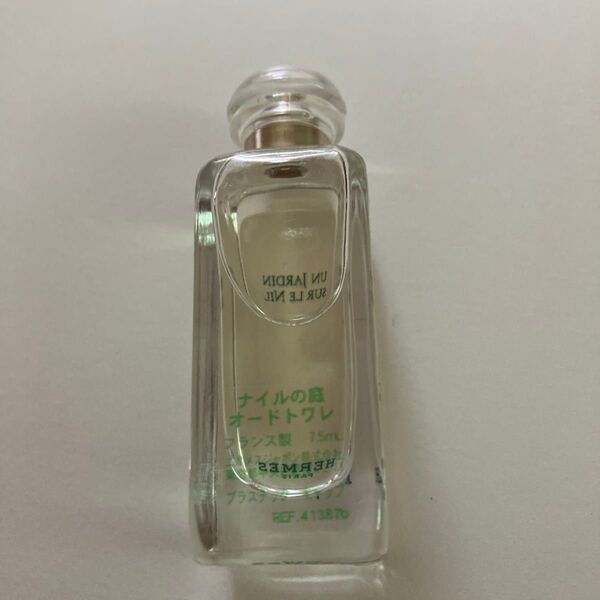 UN JARDIN
SUR LE NIL
ナイルの庭
オードトワレ
フランス製 7.5mL
HERMES
PARIS
REF.41387b